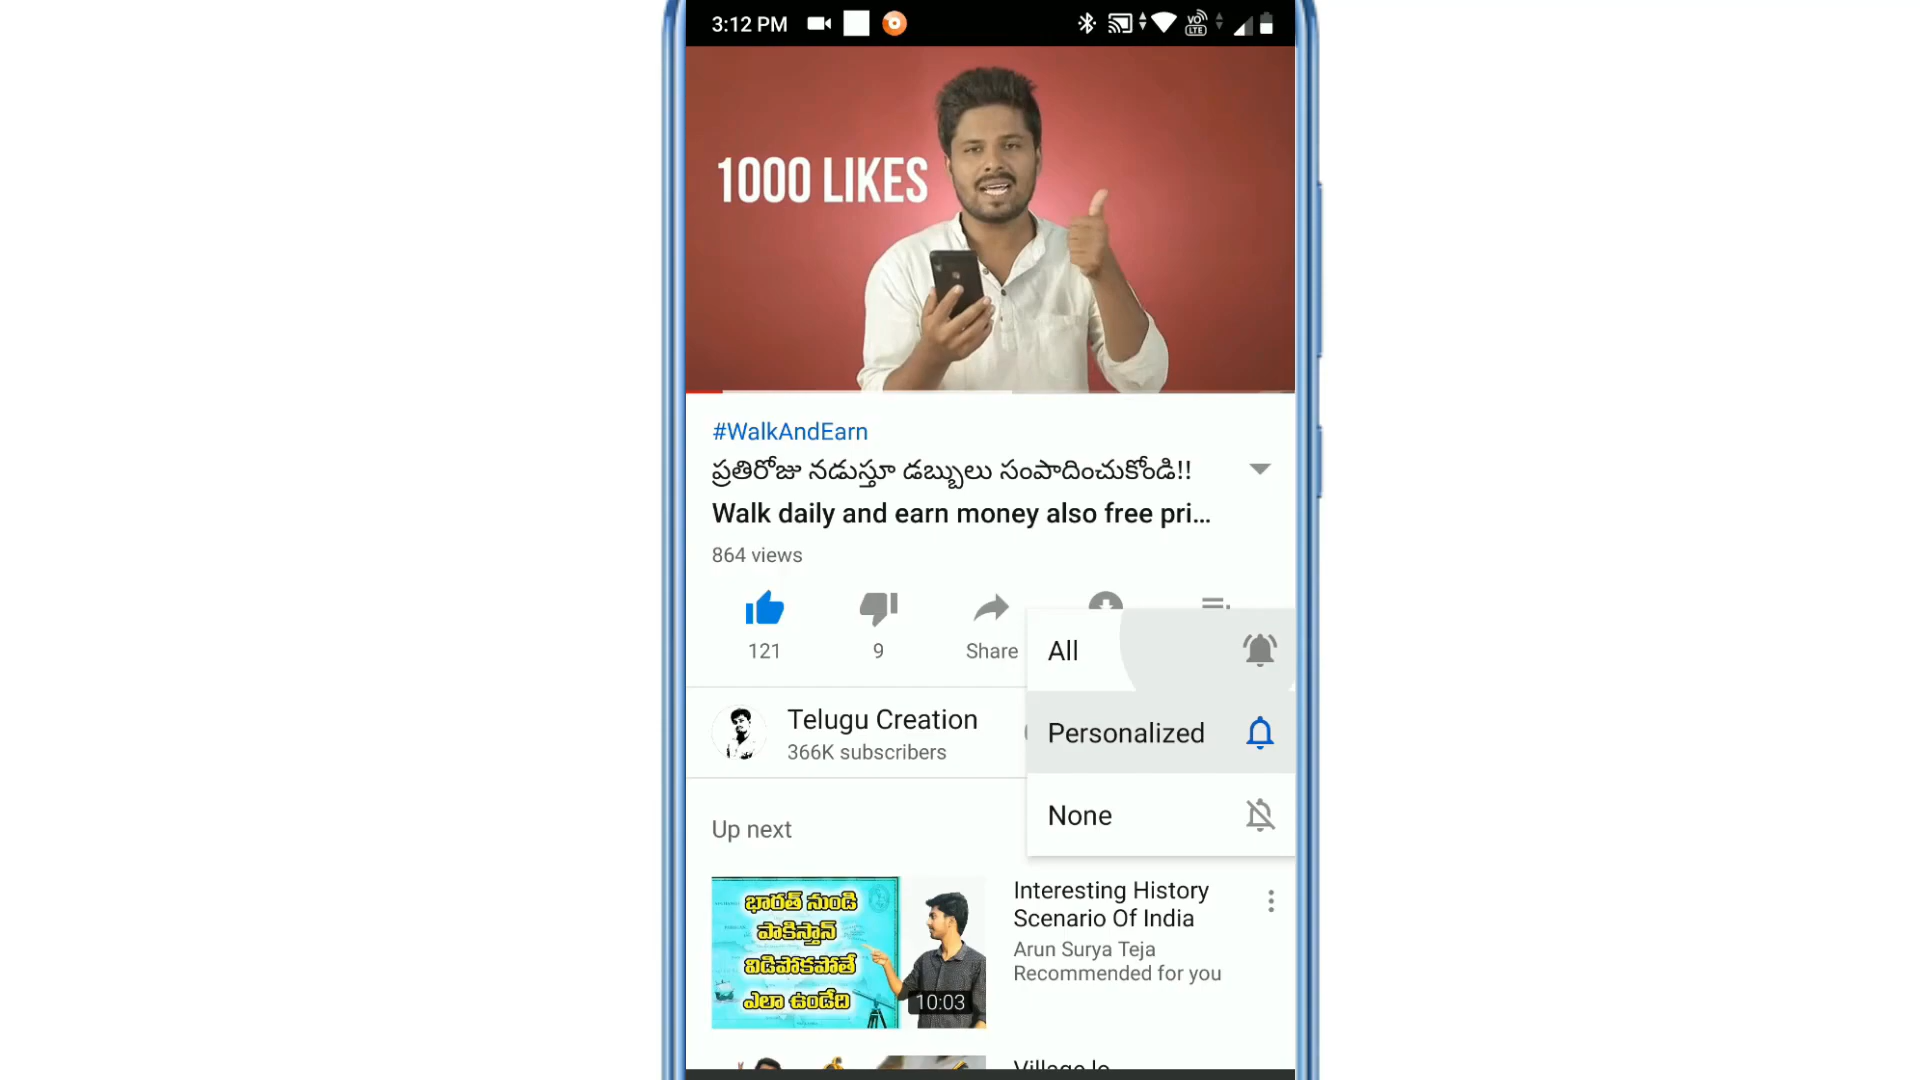 3:12 PM
VO
LTE
1000 LIKES
#WalkAndEarn
ప్రతిరోజు నడుస్తూ డబ్బులు సంపాదించుకోండి!!
Walk daily and earn money also free pri...
864 views
121
9
Share
All
Personalized
None
Telugu Creation
366K subscribers
Up next
భారత్ నుండి
పాకిస్తాన్
విడిపోకపోతే
ఎలా ఉండేది
10:03
Interesting History
Scenario Of India
Arun Surya Teja
Recommended for you